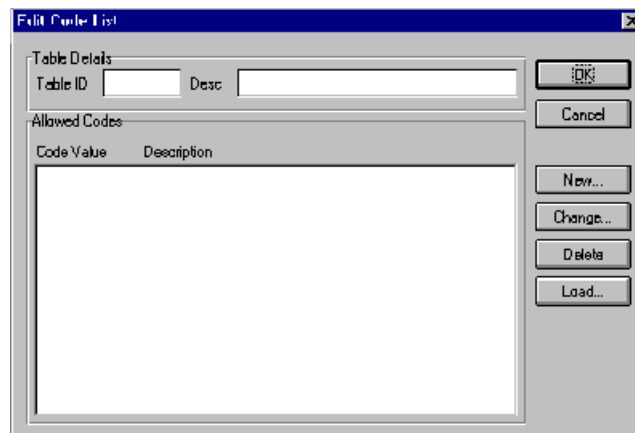 Edit Code List
Table Details
Table ID
Desc
OK
Cancel
Allowed Codes
Code Value Description
New...
Change...
Delete
Load...